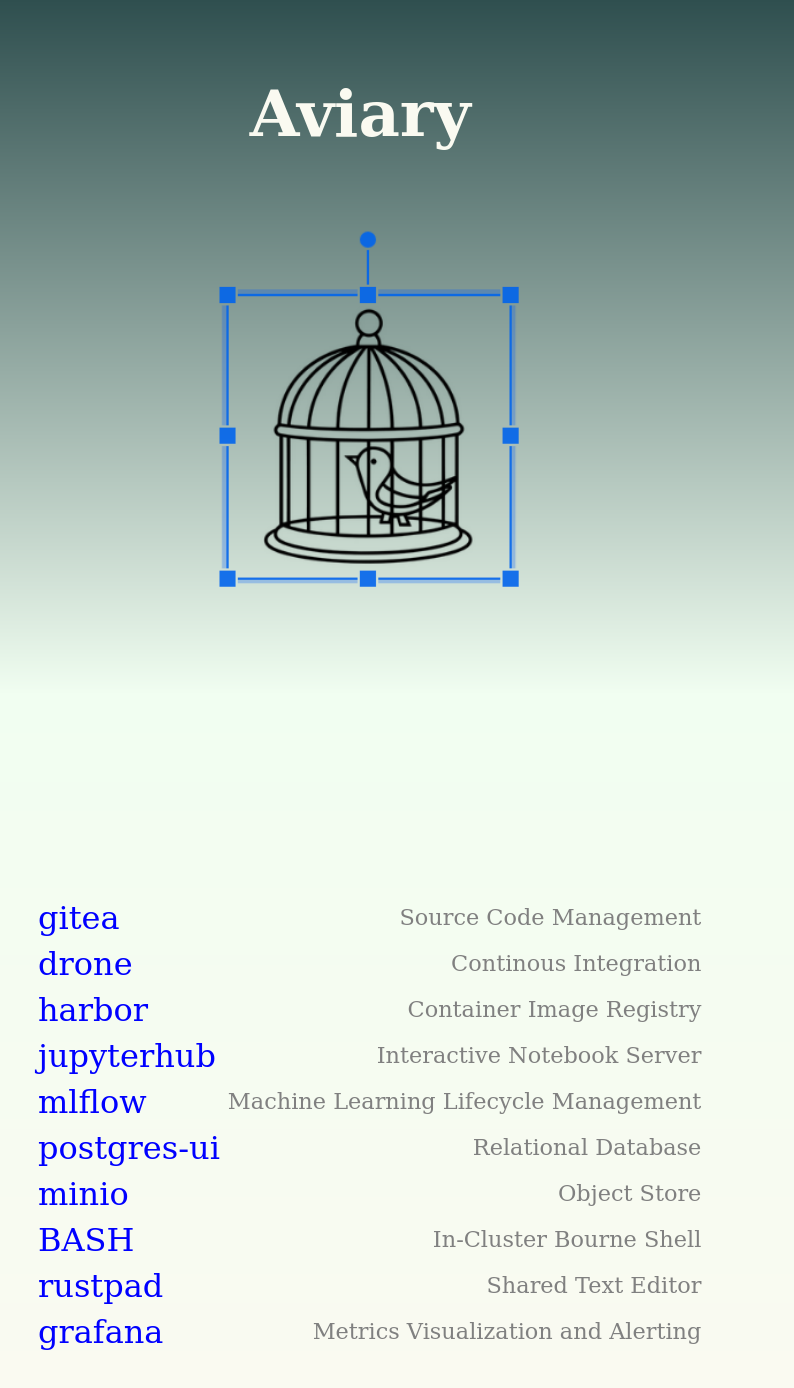 Aviary
gitea Source Code Management
drone Continous Integration
harbor Container Image Registry
jupyterhub Interactive Notebook Server
mlflow Machine Learning Lifecycle Management
postgres-ui Relational Database
minio Object Store
BASH In-Cluster Bourne Shell
rustpad Shared Text Editor
grafana Metrics Visualization and Alerting